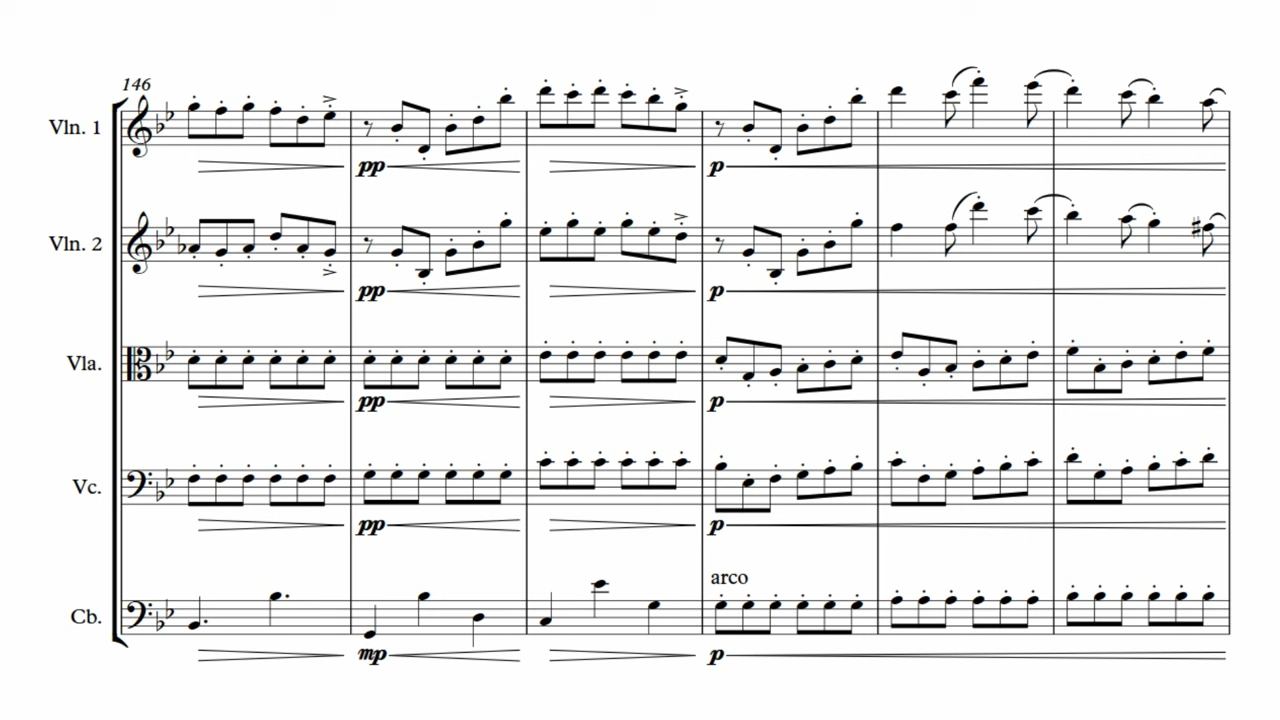 146
Vln. 1
pp p
Vln. 2
pp p
Vla.
pp p
Vc.
pp p
arco
Cb.
mp p